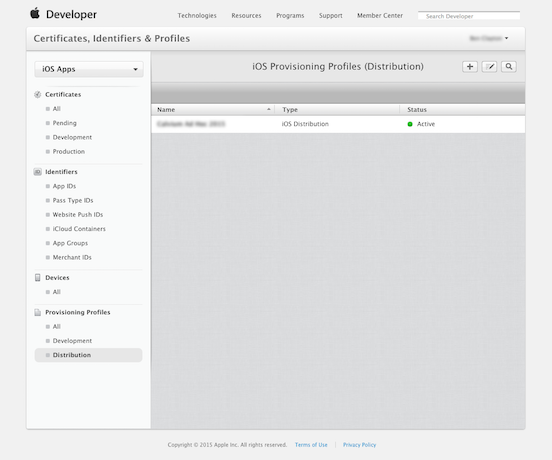 Developer
Technologies Resources Programs Support Member Center Search Developer
Certificates, Identifiers & Profiles
iOS Apps
iOS Provisioning Profiles (Distribution)
Certificates
All
Pending
Development
Production
Identifiers
App IDs
Pass Type IDs
Website Push IDs
iCloud Containers
App Groups
Merchant IDs
Devices
All
Provisioning Profiles
All
Development
Distribution
Name Type Status
iOS Distribution Active
Copyright © 2015 Apple Inc. All rights reserved. Terms of Use | Privacy Policy